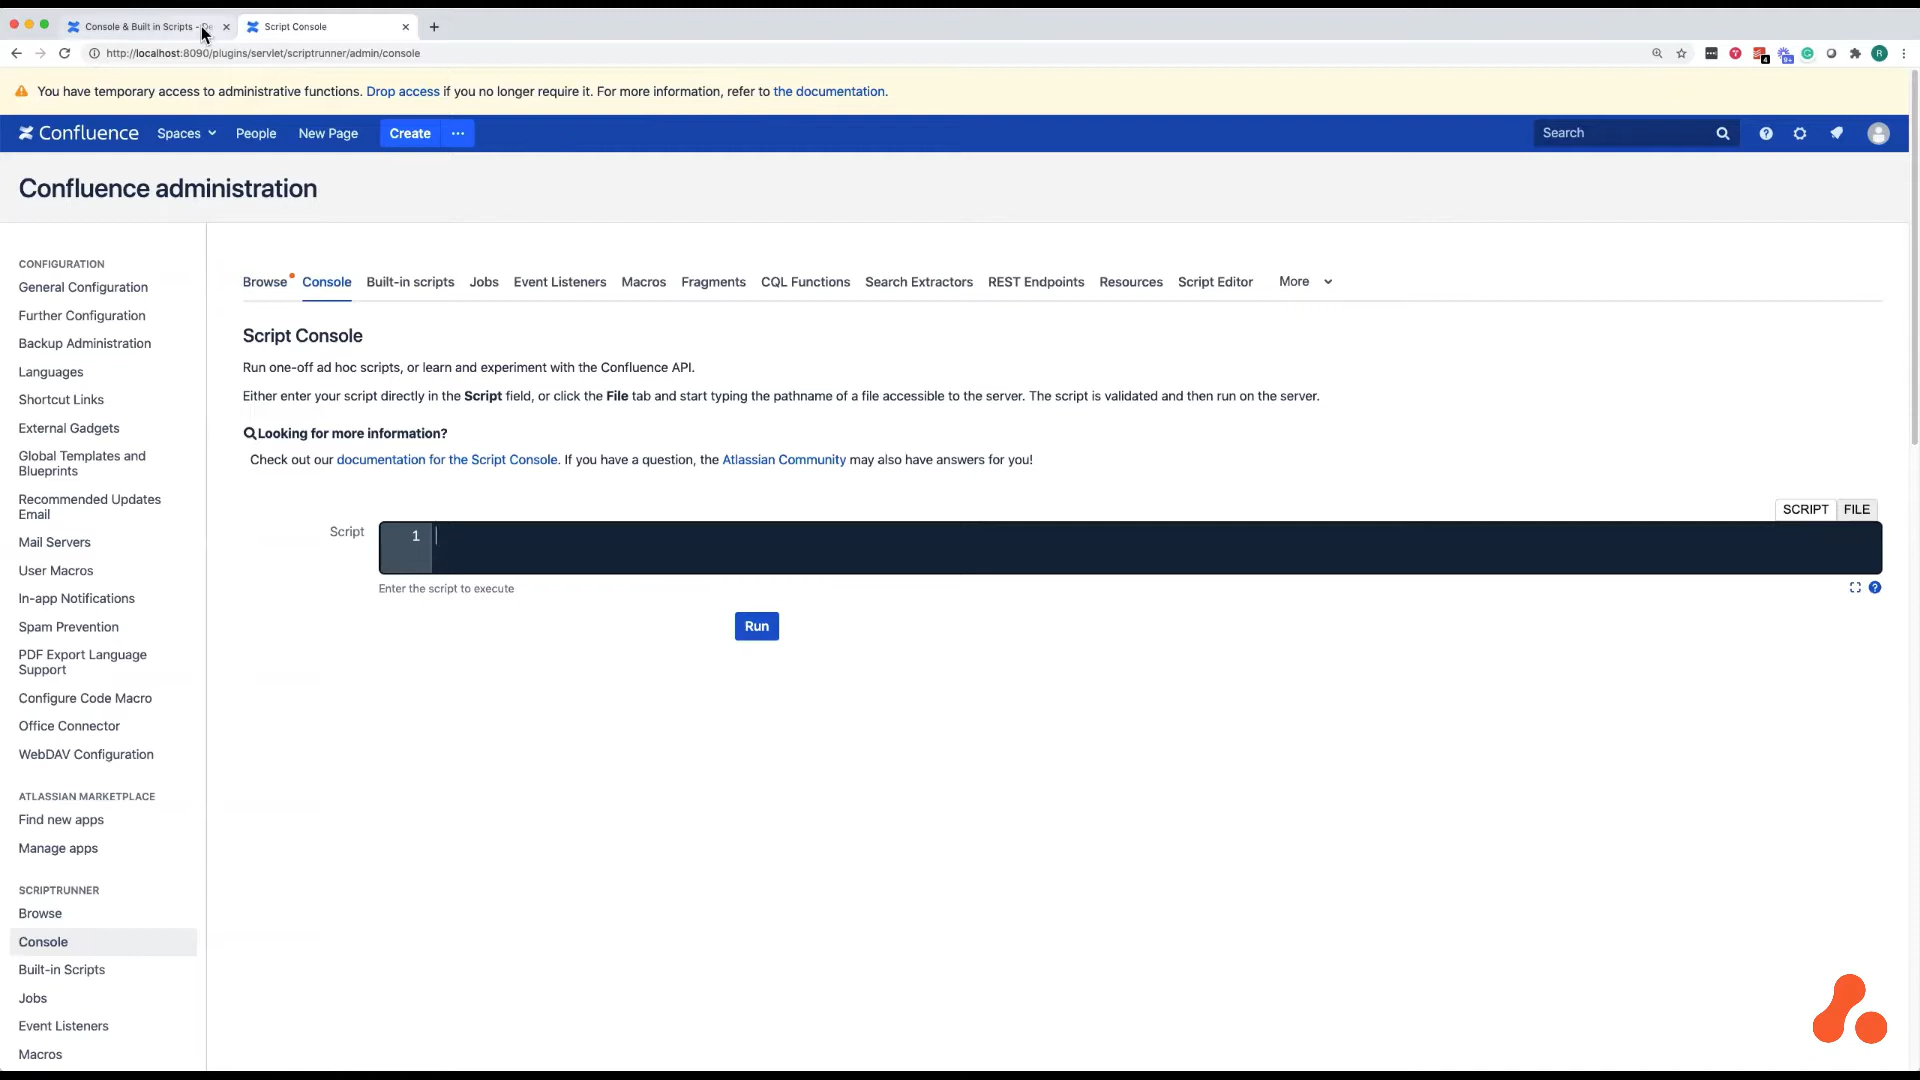 Console & Built in Scripts - De
Script Console
http://localhost:8090/plugins/servlet/scriptrunner/admin/console
4
9+
R
You have temporary access to administrative functions. Drop access if you no longer require it. For more information, refer to the documentation.
Confluence
Spaces
People
New Page
Create
Search
Confluence administration
CONFIGURATION
General Configuration
Further Configuration
Backup Administration
Languages
Shortcut Links
External Gadgets
Global Templates and
Blueprints
Recommended Updates
Email
Mail Servers
User Macros
In-app Notifications
Spam Prevention
PDF Export Language
Support
Configure Code Macro
Office Connector
WebDAV Configuration
ATLASSIAN MARKETPLACE
Find new apps
Manage apps
SCRIPTRUNNER
Browse
Console
Built-in Scripts
Jobs
Event Listeners
Macros
Browse Console Built-in scripts Jobs Event Listeners Macros Fragments CQL Functions Search Extractors REST Endpoints Resources Script Editor More
Script Console
Run one-off ad hoc scripts, or learn and experiment with the Confluence API.
Either enter your script directly in the Script field, or click the File tab and start typing the pathname of a file accessible to the server. The script is validated and then run on the server.
Looking for more information?
Check out our documentation for the Script Console. If you have a question, the Atlassian Community may also have answers for you!
SCRIPT FILE
Script
1
Enter the script to execute
Run